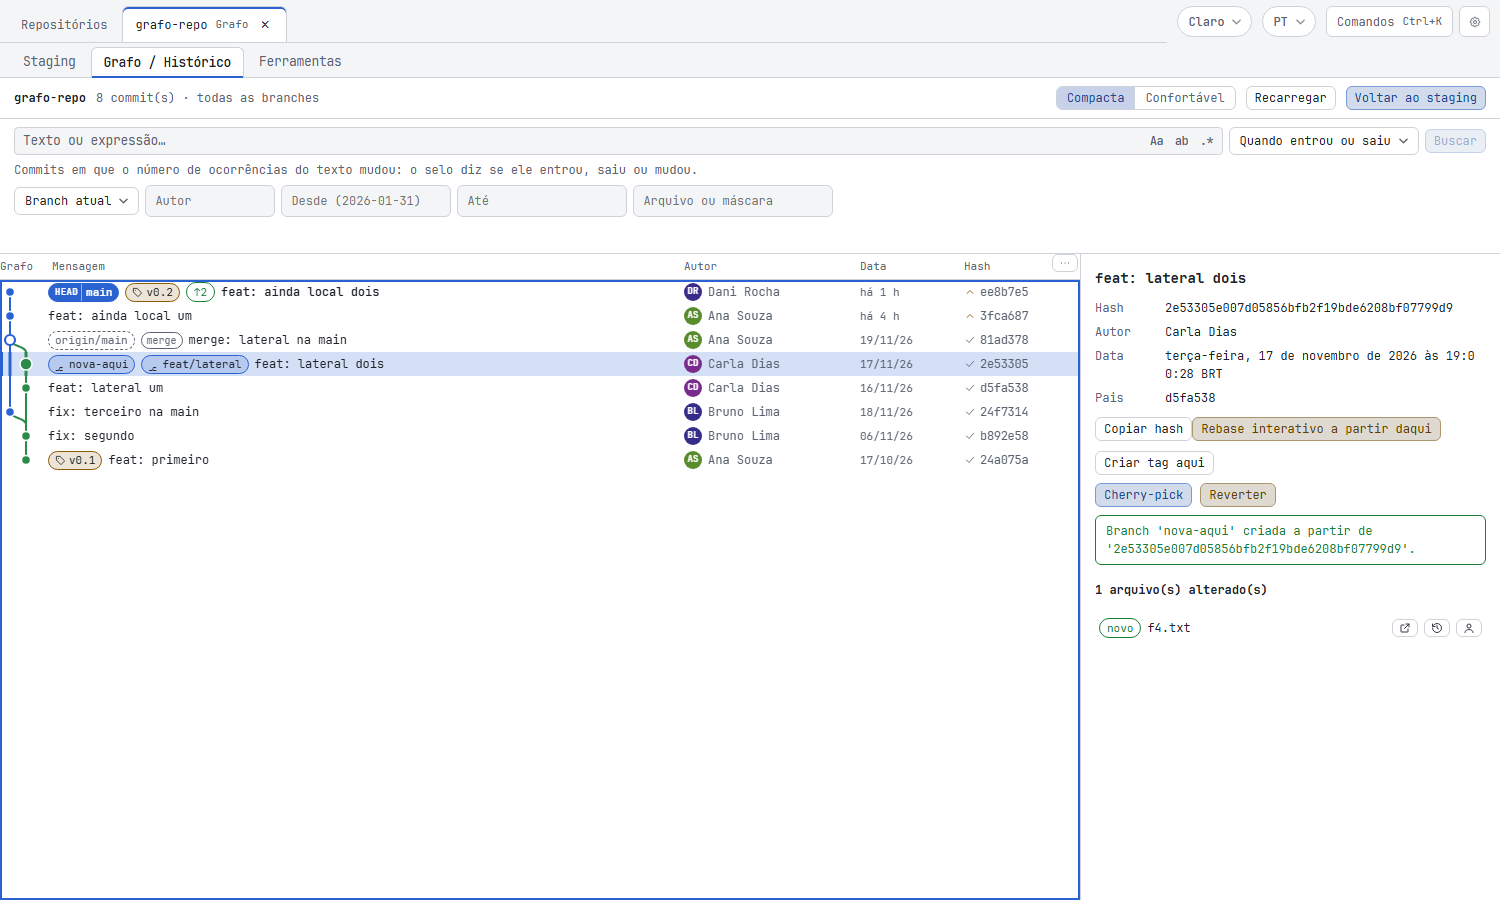 Repositórios grafo-repo Grafo × Claro PT Comandos Ctrl+K
Staging Grafo / Histórico Ferramentas
grafo-repo 8 commit(s) · todas as branches Compacta Confortável Recarregar Voltar ao staging
Texto ou expressão… Aa ab .* Quando entrou ou saiu Buscar
Commits em que o número de ocorrências do texto mudou: o selo diz se ele entrou, saiu ou mudou.
Branch atual Autor Desde (2026-01-31) Até Arquivo ou máscara
Grafo Mensagem Autor Data Hash ...
HEAD main v0.2 ↑2 feat: ainda local dois DR Dani Rocha há 1 h ee8b7e5
feat: ainda local um AS Ana Souza há 4 h 3fca687
origin/main merge merge: lateral na main AS Ana Souza 19/11/26 81ad378
nova-aqui feat/lateral feat: lateral dois CD Carla Dias 17/11/26 2e53305
feat: lateral um CD Carla Dias 16/11/26 d5fa538
fix: terceiro na main BL Bruno Lima 18/11/26 24f7314
fix: segundo BL Bruno Lima 06/11/26 b892e58
v0.1 feat: primeiro AS Ana Souza 17/10/26 24a075a
feat: lateral dois
Hash 2e53305e007d05856bfb2f19bde6208bf07799d9
Autor Carla Dias
Data terça-feira, 17 de novembro de 2026 às 19:0
0:28 BRT
Pais d5fa538
Copiar hash Rebase interativo a partir daqui
Criar tag aqui
Cherry-pick Reverter
Branch 'nova-aqui' criada a partir de
'2e53305e007d05856bfb2f19bde6208bf07799d9'.
1 arquivo(s) alterado(s)
novo f4.txt